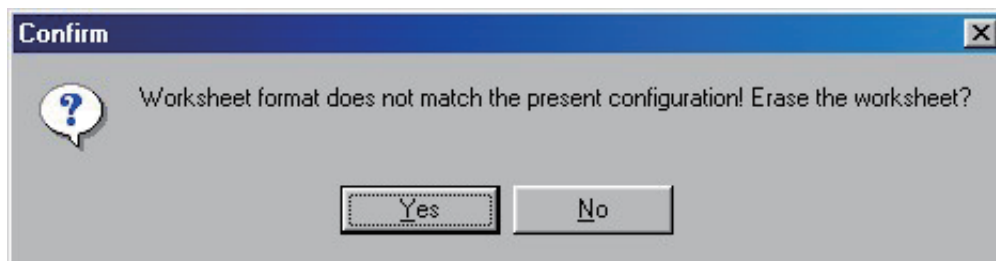 Confirm
Worksheet format does not match the present configuration! Erase the worksheet?
Yes
No